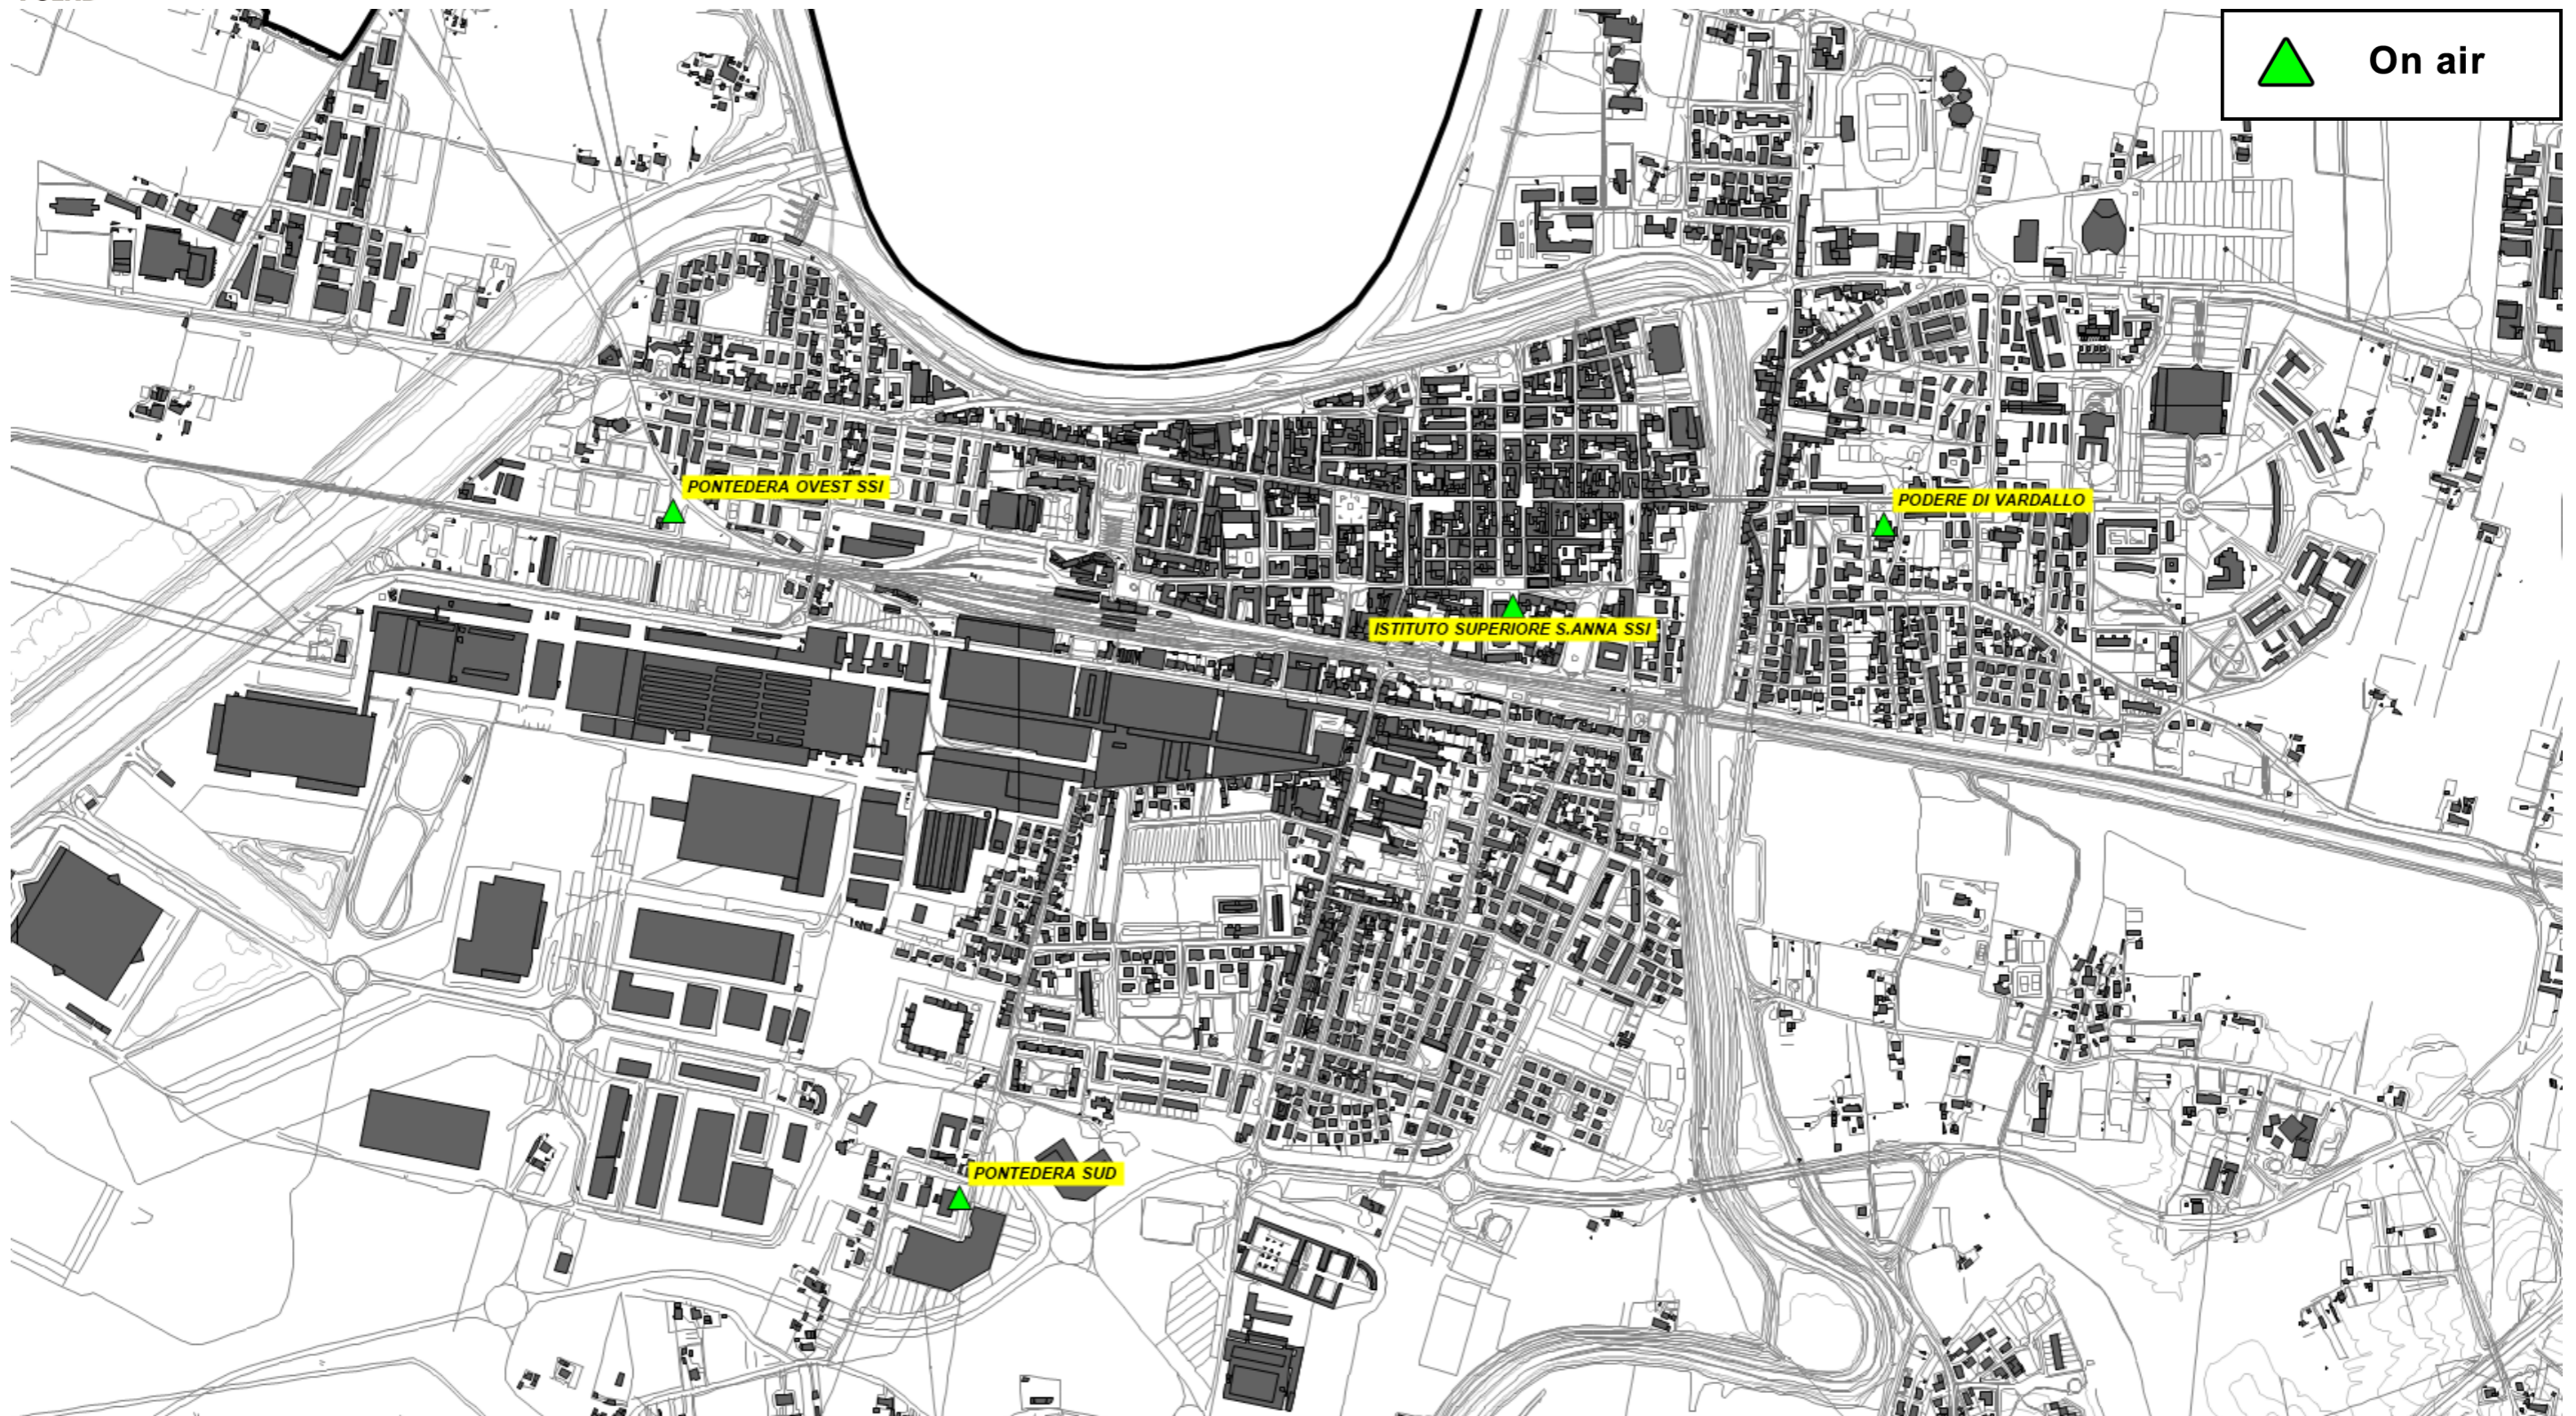 On air
PONTEDERA OVEST SSI
PODERE DI VARDALLO
ISTITUTO SUPERIORE S.ANNA SSI
PONTEDERA SUD